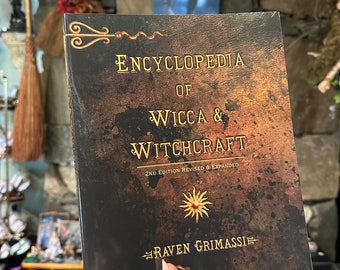 ENCYCLOPEDIA
OF
WICCA &
WITCHCRAFT
2ND EDITION REVISED & EXPANDED
RAVEN GRIMASSI